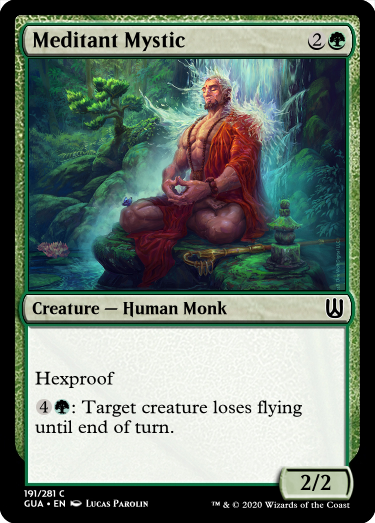 Meditant Mystic 2
Creature — Human Monk
Hexproof
4: Target creature loses flying
until end of turn.
2/2
191/281 C
GUA • EN Lucas Parolin
™ & © 2020 Wizards of the Coast